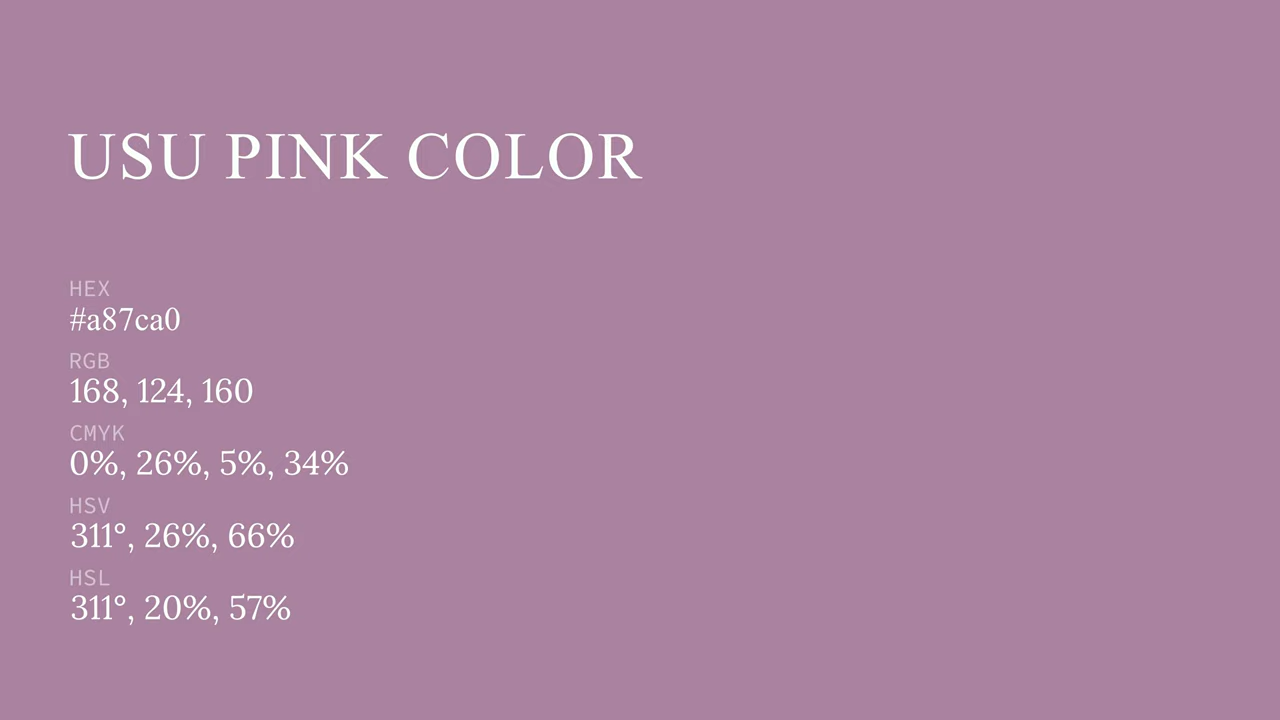 USU PINK COLOR
HEX
#a87ca0
RGB
168, 124, 160
CMYK
0%, 26%, 5%, 34%
HSV
311°, 26%, 66%
HSL
311°, 20%, 57%